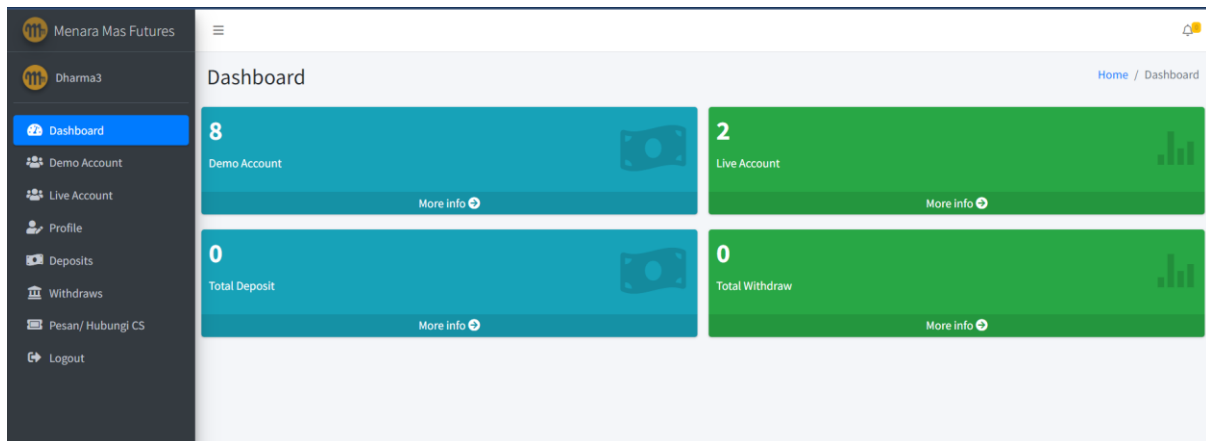 Menara Mas Futures
Dharma3
Dashboard
Demo Account
Live Account
Profile
Deposits
Withdraws
Pesan/ Hubungi CS
Logout
Dashboard
Home / Dashboard
8
Demo Account
More info
2
Live Account
More info
0
Total Deposit
More info
0
Total Withdraw
More info